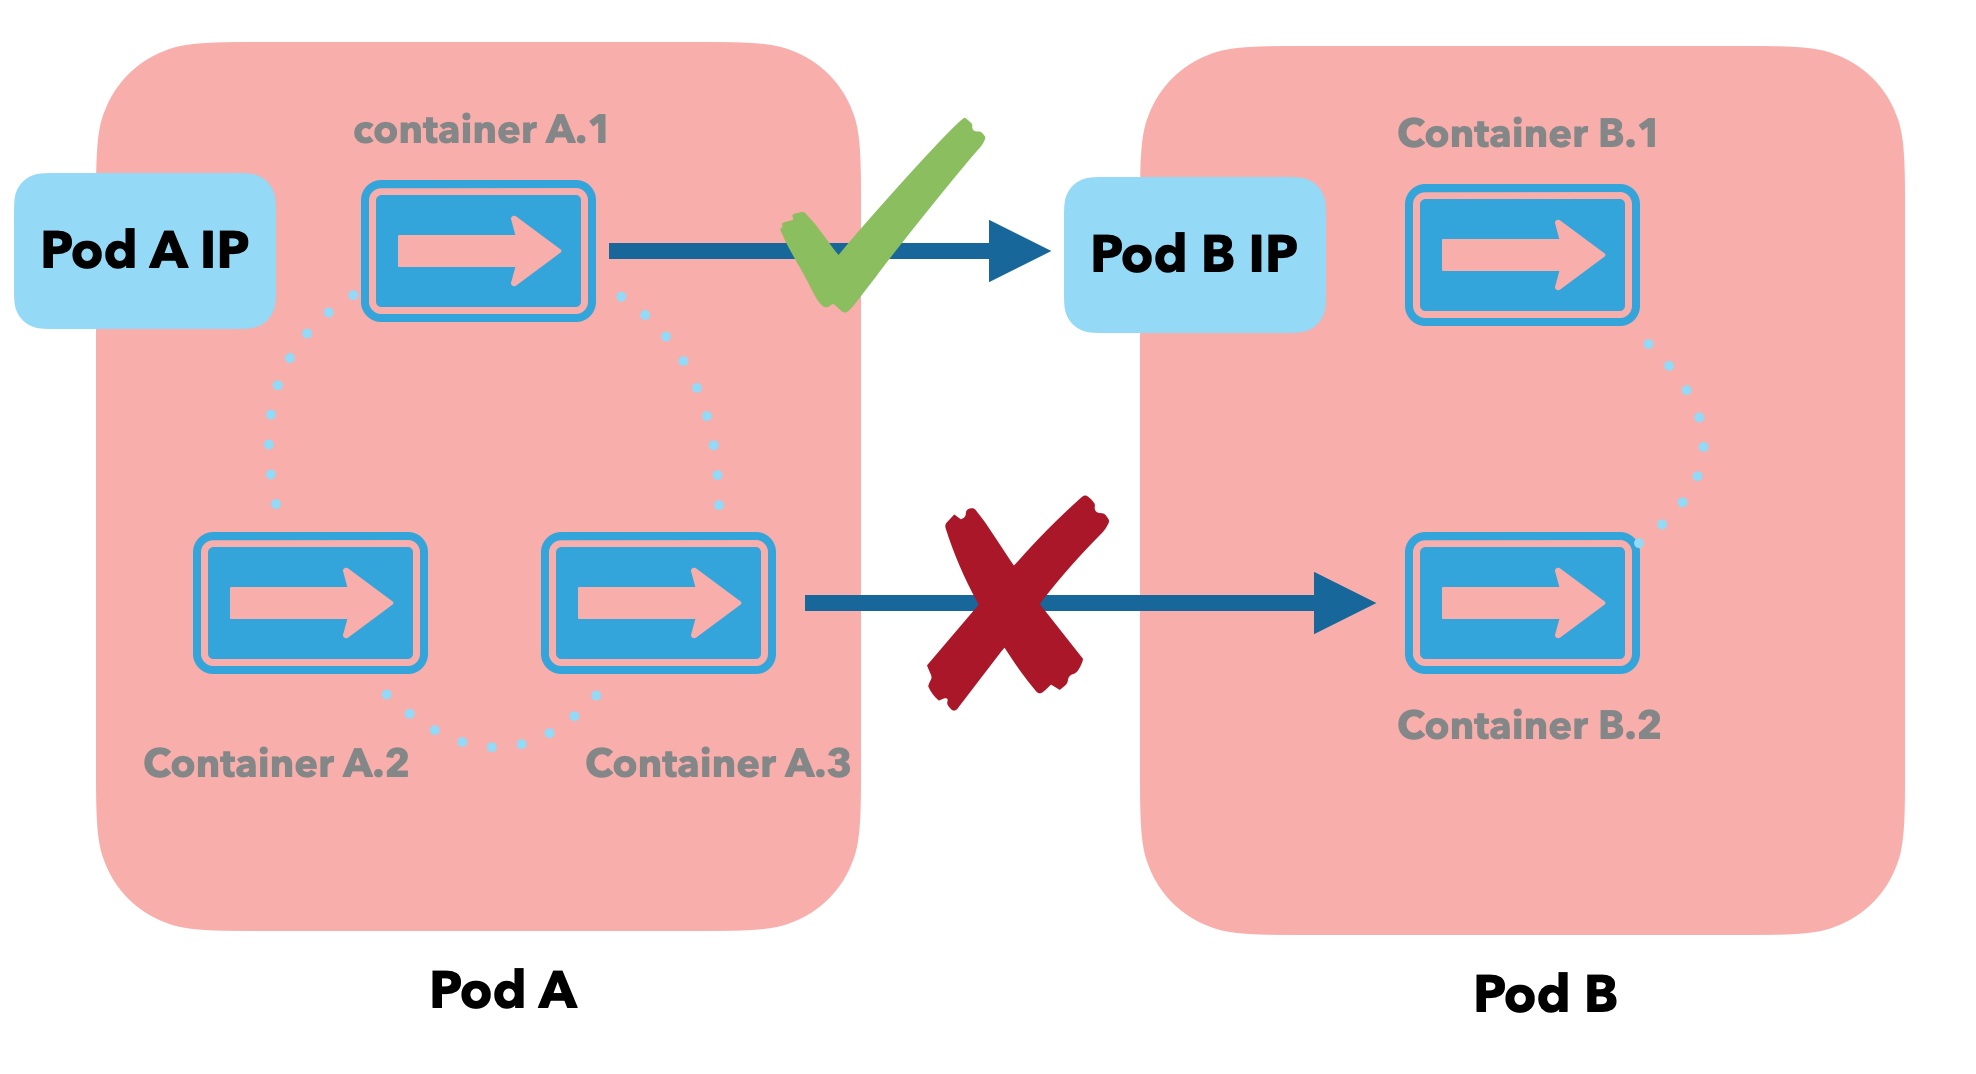 container A.1
Container B.1
Pod A IP
Pod B IP
Container B.2
Container A.2
Container A.3
Pod A
Pod B